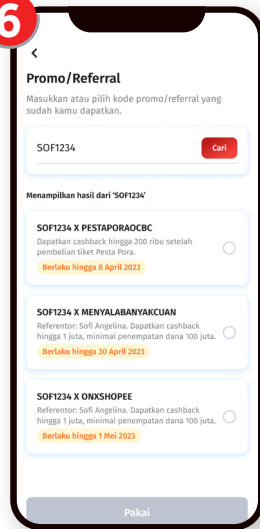 6
Promo/Referral
Masukkan atau pilih kode promo/referral yang
sudah kamu dapatkan.
SOF1234
Cari
Menampilkan hasil dari ‘SOF1234’
SOF1234 X PESTAPORAOCBC
Dapatkan cashback hingga 200 ribu setelah
pembelian tiket Pesta Pora.
Berlaku hingga 8 April 2023
SOF1234 X MENYALABANYAKCUAN
Referentor: Sofi Angelina. Dapatkan cashback
hingga 1 juta, minimal penempatan dana 100 juta.
Berlaku hingga 30 April 2023
SOF1234 X ONXSHOPEE
Referentor: Sofi Angelina. Dapatkan cashback
hingga 1 juta, minimal penempatan dana 100 juta.
Berlaku hingga 1 Mei 2023
Pakai